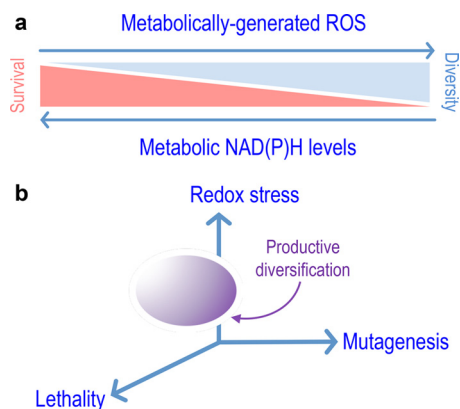 a
Metabolically-generated ROS
Survival
Diversity
Metabolic NAD(P)H levels
b
Redox stress
Productive
diversification
Mutagenesis
Lethality